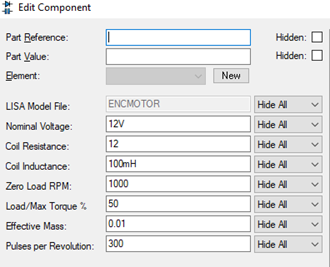 Edit Component
Part Reference: Hidden:
Part Value: Hidden:
Element: New
LISA Model File: ENCMOTOR Hide All
Nominal Voltage: 12V Hide All
Coil Resistance: 12 Hide All
Coil Inductance: 100mH Hide All
Zero Load RPM: 1000 Hide All
Load/Max Torque % 50 Hide All
Effective Mass: 0.01 Hide All
Pulses per Revolution: 300 Hide All